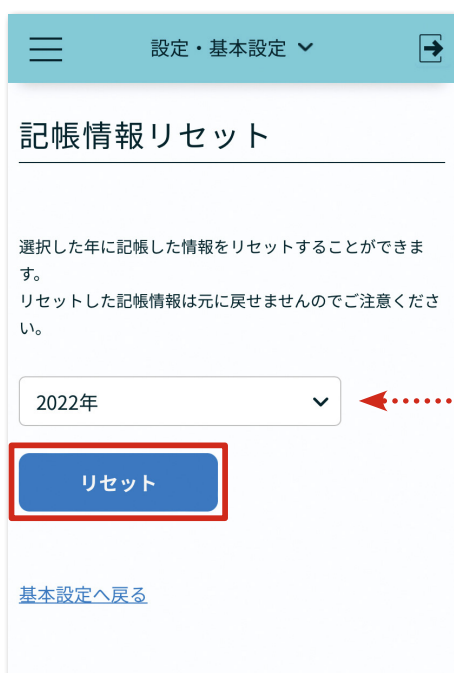 設定・基本設定
記帳情報リセット
選択した年に記帳した情報をリセットすることができま
す。
リセットした記帳情報は元に戻せませんのでご注意くださ
い。
2022年
リセット
基本設定へ戻る